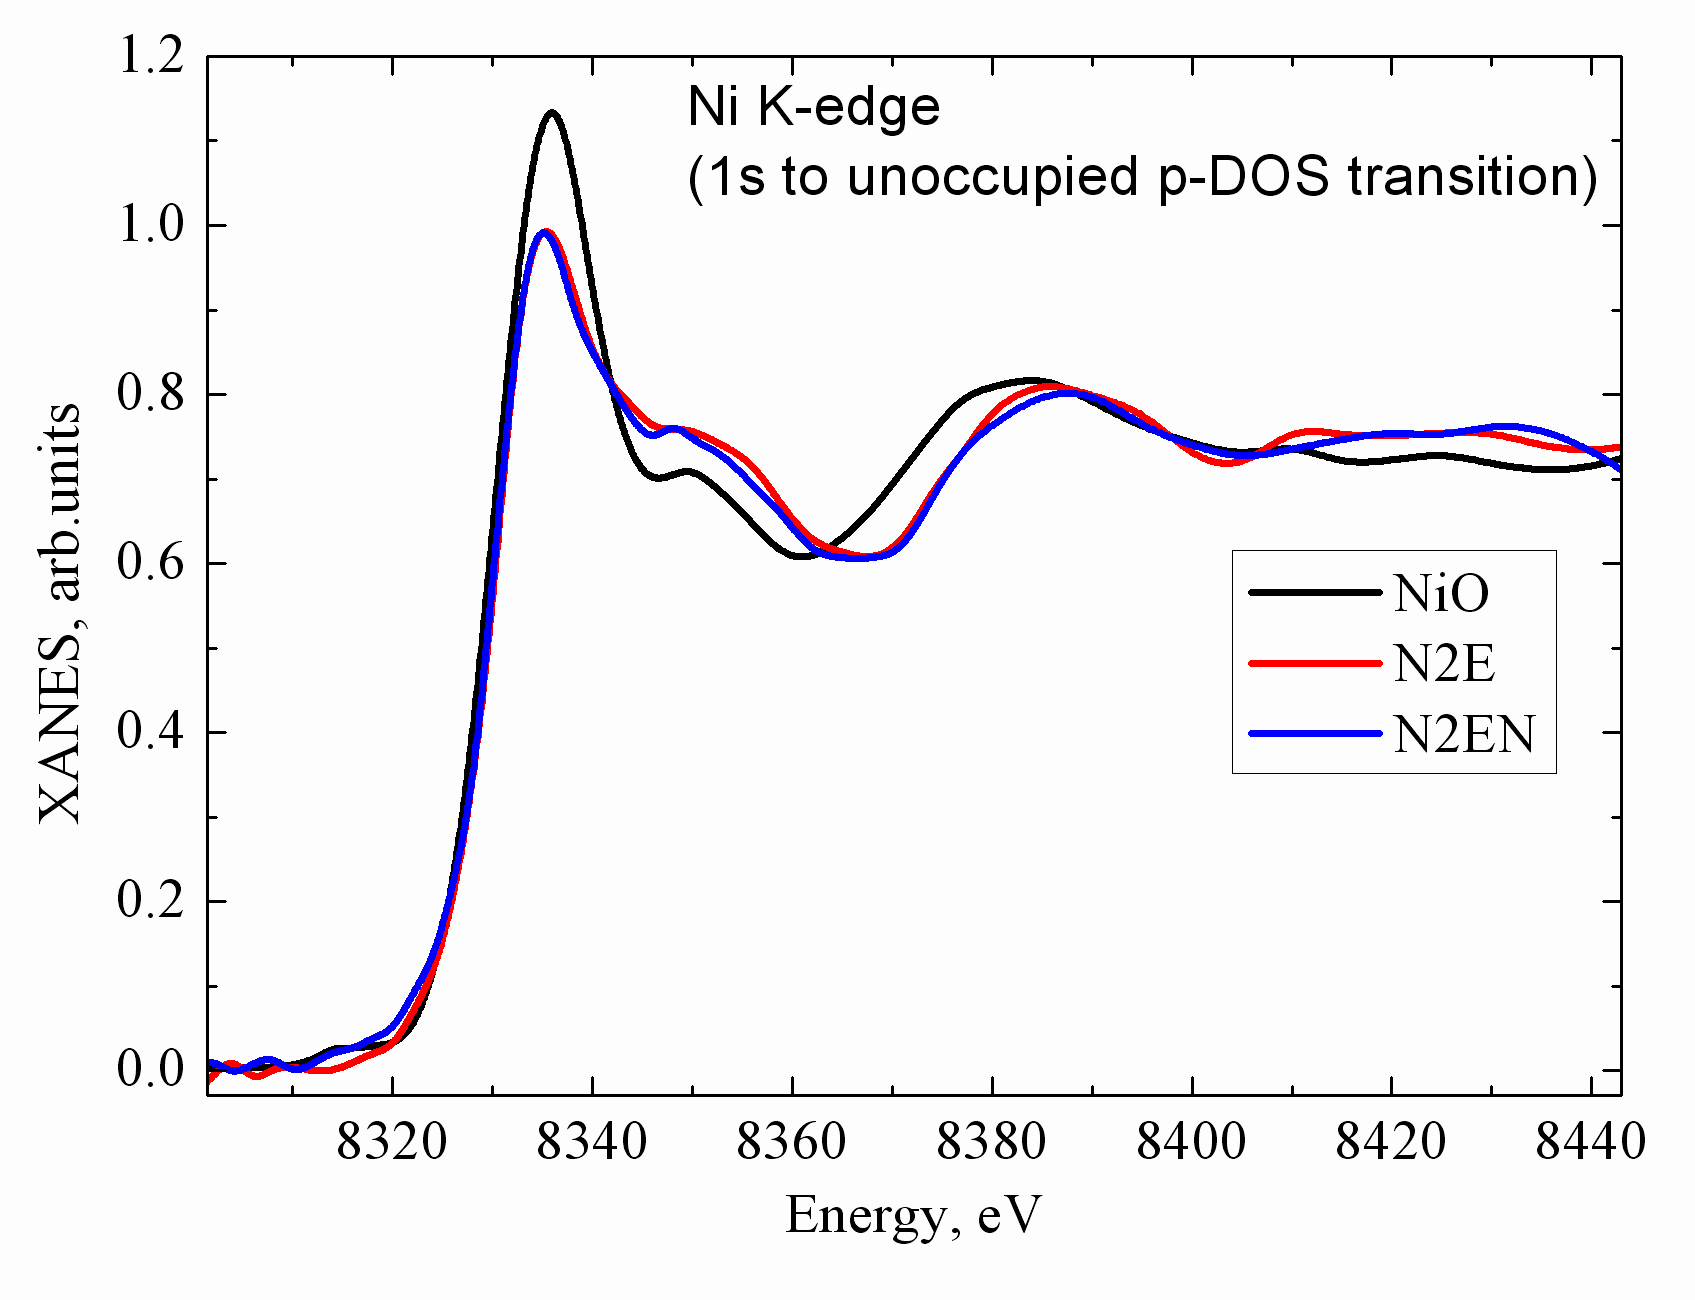 1.2
1.0
0.8
0.6
0.4
0.2
0.0
XANES, arb.units
Ni K-edge
(1s to unoccupied p-DOS transition)
NiO
N2E
N2EN
8320 8340 8360 8380 8400 8420 8440
Energy, eV